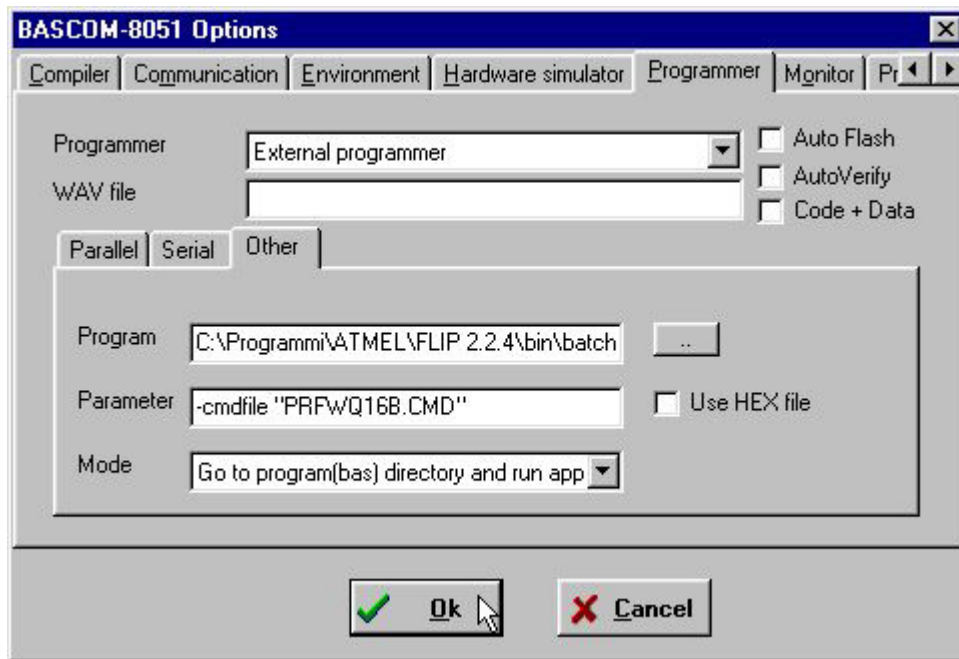 BASCOM-8051 Options
Compiler Communication Environment Hardware simulator Programmer Monitor Pr
Programmer External programmer Auto Flash
WAV file AutoVerify
Code + Data
Parallel Serial Other
Program C:\Programmi\ATMEL\FLIP 2.2.4\bin\batch ..
Parameter -cmdfile "PRFWQ16B.CMD" Use HEX file
Mode Go to program(bas) directory and run app
Ok Cancel